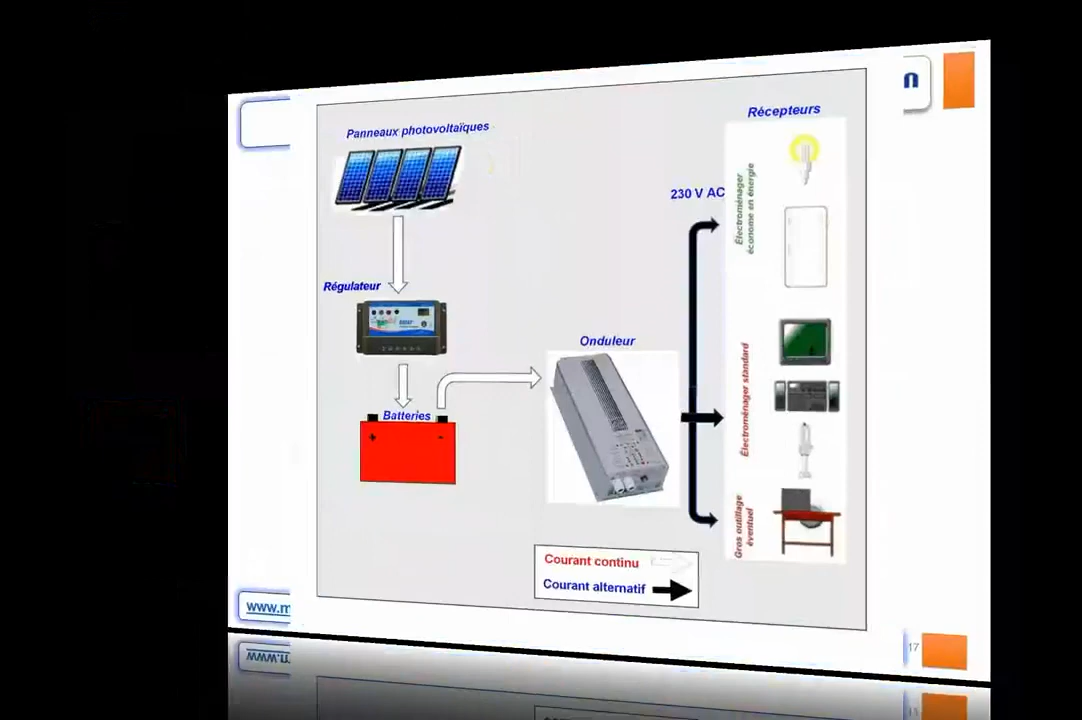 n
Récepteurs
Panneaux photovoltaïques
230 V AC
Électroménager
économe en énergie
Régulateur
Onduleur
Électroménager standard
Batteries
+ -
Gros outillage
éventuel
Courant continu
Courant alternatif
www.m
17